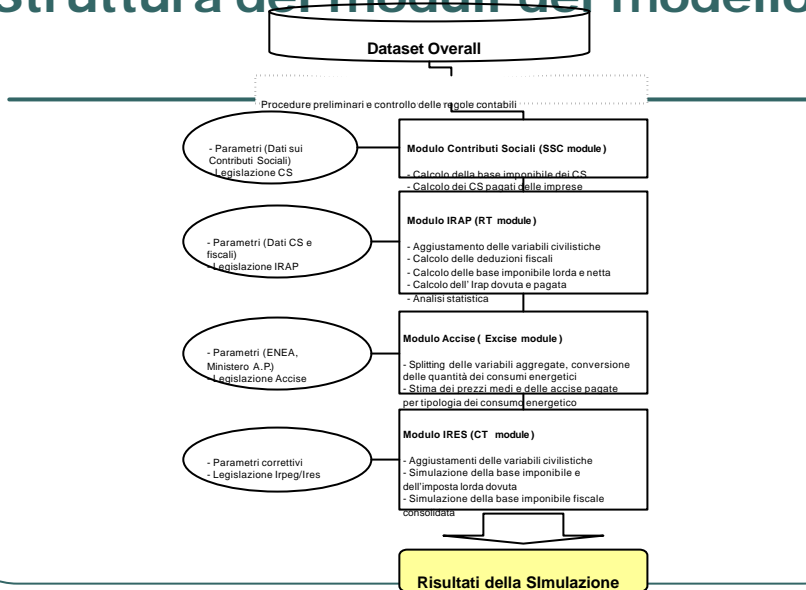 Struttura dei moduli del modello
Dataset Overall
Procedure preliminari e controllo delle regole contabili
- Parametri (Dati sui
Contributi Sociali)
- Legislazione CS
Modulo Contributi Sociali (SSC module)
- Calcolo della base imponibile dei CS
- Calcolo dei CS pagati delle imprese
- Parametri (Dati CS e
fiscali)
- Legislazione IRAP
Modulo IRAP (RT module)
- Aggiustamento delle variabili civilistiche
- Calcolo delle deduzioni fiscali
- Calcolo delle base imponibile lorda e netta
- Calcolo dell' Irap dovuta e pagata
- Analisi statistica
- Parametri (ENEA,
Ministero A.P.)
- Legislazione Accise
Modulo Accise ( Excise module)
- Splitting delle variabili aggregate, conversione
delle quantità dei consumi energetici
- Stima dei prezzi medi e delle accise pagate
per tipologia dei consumo energetico
- Parametri correttivi
- Legislazione Irpeg/Ires
Modulo IRES (CT module)
- Aggiustamenti delle variabili civilistiche
- Simulazione della base imponibile e
dell'imposta lorda dovuta
- Simulazione della base imponibile fiscale
consolidata
Risultati della SImulazione